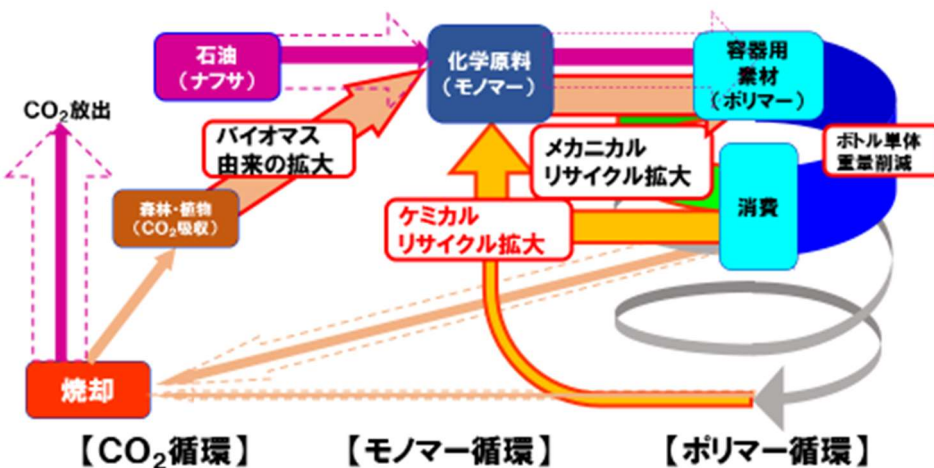 石油
（ナフサ）
化学原料
（モノマー）
容器用
素材
（ポリマー）
CO₂放出
バイオマス
由来の拡大
メカニカル
リサイクル拡大
ボトル単体
重量削減
森林・植物
（CO₂吸収）
ケミカル
リサイクル拡大
消費
焼却
【CO₂循環】
【モノマー循環】
【ポリマー循環】